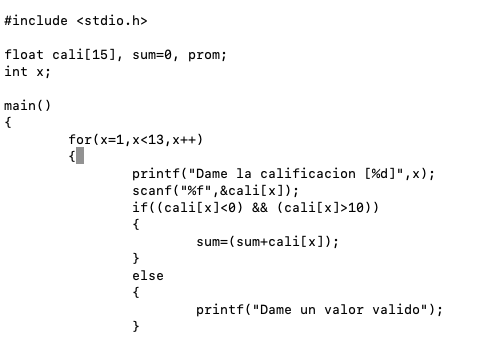 #include <stdio.h>
float cali[15], sum=0, prom;
int x;
main()
{
for(x=1,x<13,x++)
{
printf("Dame la calificacion [%d]",x);
scanf("%f",&cali[x]);
if((cali[x]<0) && (cali[x]>10))
{
sum=(sum+cali[x]);
}
else
{
printf("Dame un valor valido");
}